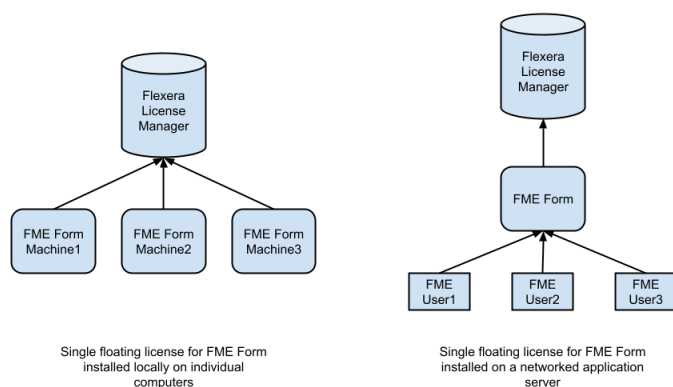 Flexera
License
Manager
FME Form
Machine1
FME Form
Machine2
FME Form
Machine3
Single floating license for FME Form
installed locally on individual
computers
Flexera
License
Manager
FME Form
FME
User1
FME
User2
FME
User3
Single floating license for FME Form
installed on a networked application
server